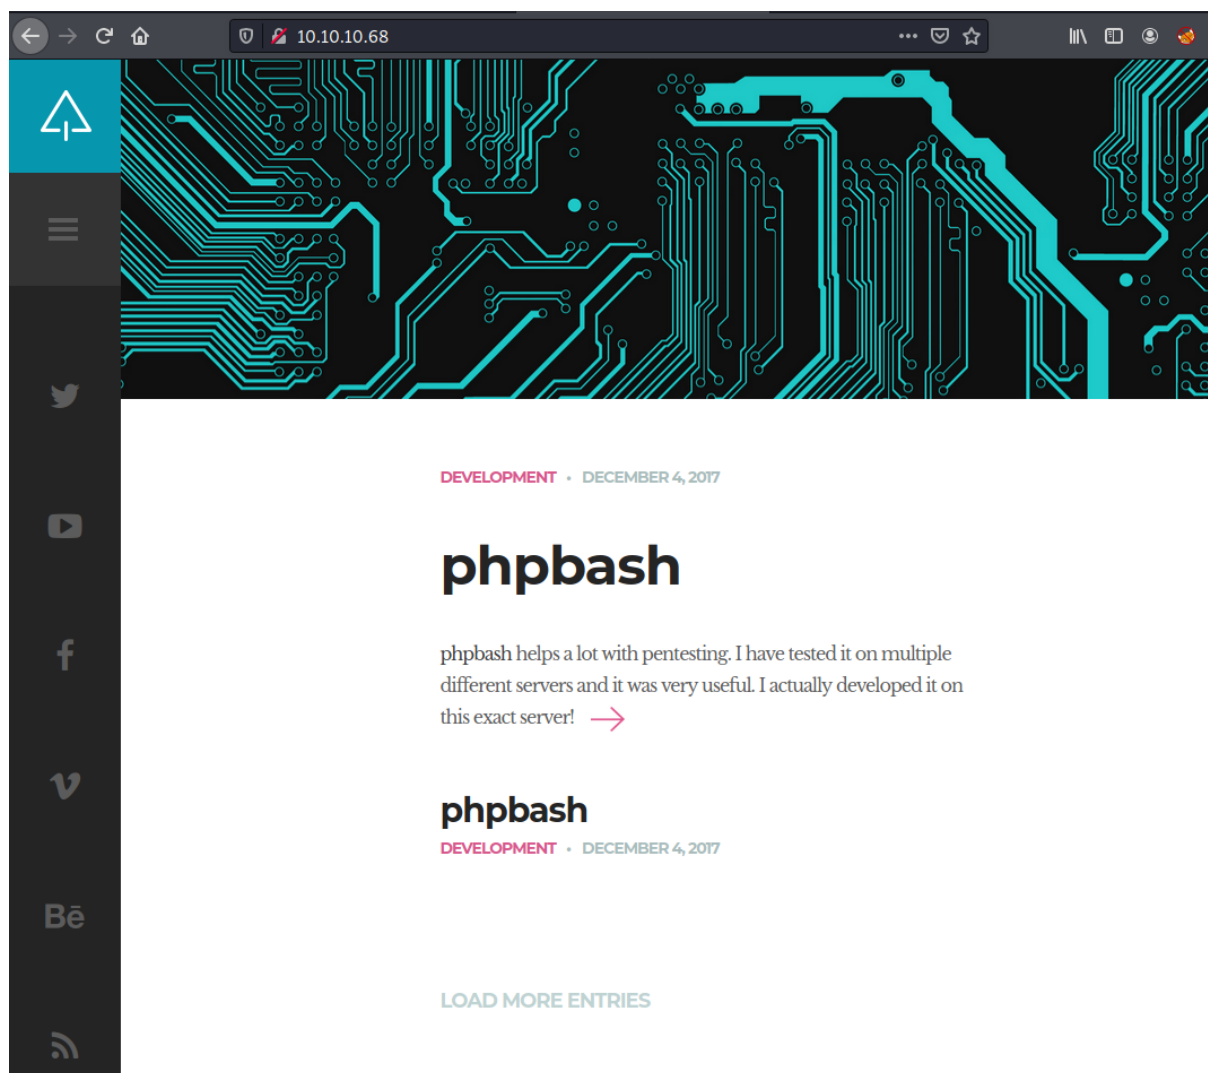 10.10.10.68
DEVELOPMENT • DECEMBER 4, 2017
phpbash
phpbash helps a lot with pentesting. I have tested it on multiple
different servers and it was very useful. I actually developed it on
this exact server!
phpbash
DEVELOPMENT • DECEMBER 4, 2017
Bē
LOAD MORE ENTRIES